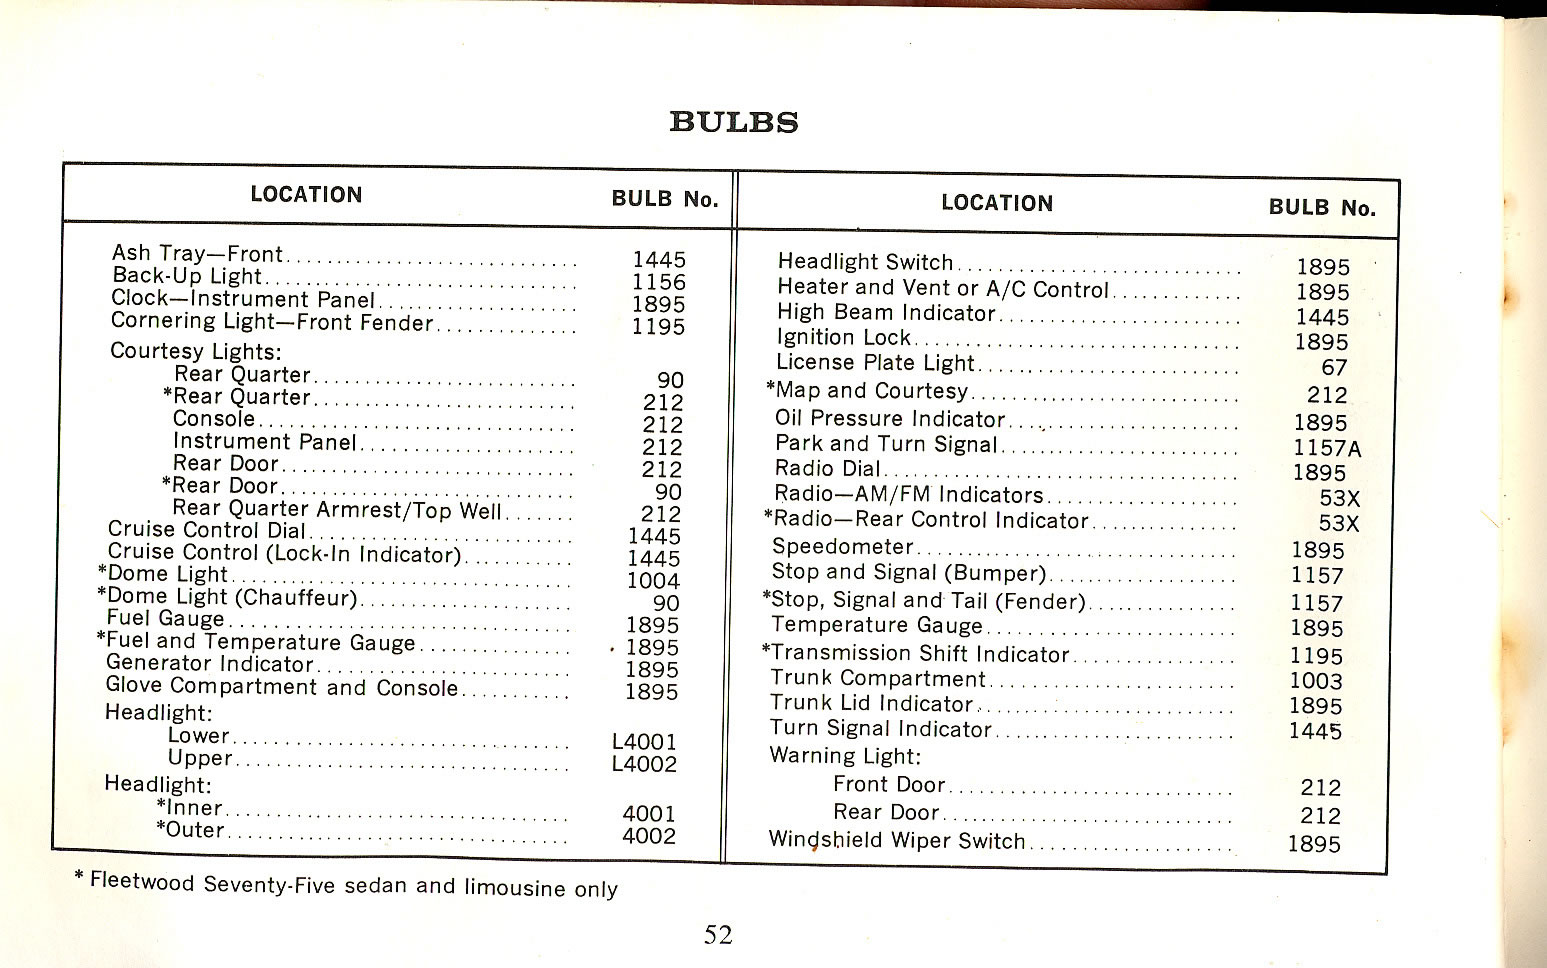 BULBS
LOCATION BULB No.
Ash Tray—Front 1445
Back-Up Light 1156
Clock—Instrument Panel 1895
Cornering Light—Front Fender 1195
Courtesy Lights:
Rear Quarter 90
*Rear Quarter 212
Console 212
Instrument Panel 212
Rear Door 212
*Rear Door 90
Rear Quarter Armrest/Top Well 212
Cruise Control Dial 1445
Cruise Control (Lock-In Indicator) 1445
*Dome Light 1004
*Dome Light (Chauffeur) 90
Fuel Gauge 1895
*Fuel and Temperature Gauge 1895
Generator Indicator 1895
Glove Compartment and Console 1895
Headlight:
Lower L4001
Upper L4002
Headlight:
*Inner 4001
*Outer 4002
LOCATION BULB No.
Headlight Switch 1895
Heater and Vent or A/C Control 1895
High Beam Indicator 1445
Ignition Lock 1895
License Plate Light 67
*Map and Courtesy 212
Oil Pressure Indicator 1895
Park and Turn Signal 1157A
Radio Dial 1895
Radio—AM/FM Indicators 53X
*Radio—Rear Control Indicator 53X
Speedometer 1895
Stop and Signal (Bumper) 1157
*Stop, Signal and Tail (Fender) 1157
Temperature Gauge 1895
*Transmission Shift Indicator 1195
Trunk Compartment 1003
Trunk Lid Indicator 1895
Turn Signal Indicator 1445
Warning Light:
Front Door 212
Rear Door 212
Windshield Wiper Switch 1895
* Fleetwood Seventy-Five sedan and limousine only
52